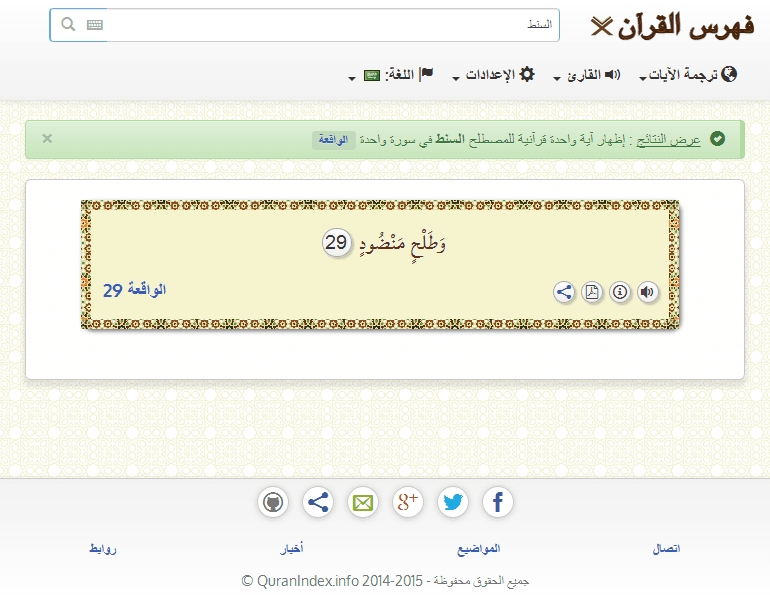 فهرس القرآن
السنط
ترجمة الآيات
القارئ
الإعدادات
اللغة:
عرض النتائج : إظهار آية واحدة قرآنية للمصطلح السنط في سورة واحدة الواقعة ×
وَطَلْحٍ مَنْضُودٍ 29
الواقعة 29
اتصال
المواضيع
أخبار
روابط
جميع الحقوق محفوظة - QuranIndex.info 2014-2015 ©